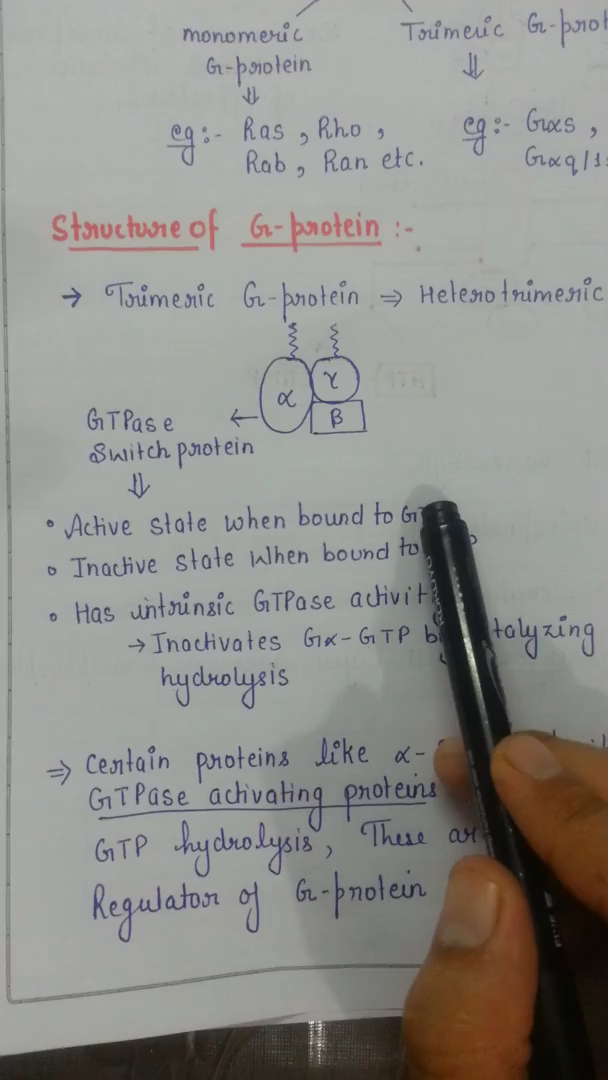 monomeric Trimeric G-prot
G-protein
eg:- Ras, Rho, eg:- Gαs,
Rab, Ran etc. Gαq/1
Structure of G-protein:-
→ Trimeric G-protein ⇒ Heterotrimeric
α γ
β
GTPase ←
Switch protein
• Active state when bound to
• Inactive state When bound to
• Has intrinsic GTPase activit
→ Inactivates Gα-GTP b talyzing
hydrolysis
⇒ Certain proteins like α-
GTPase activating proteins
GTP hydrolysis, These ar
Regulator of G-protein